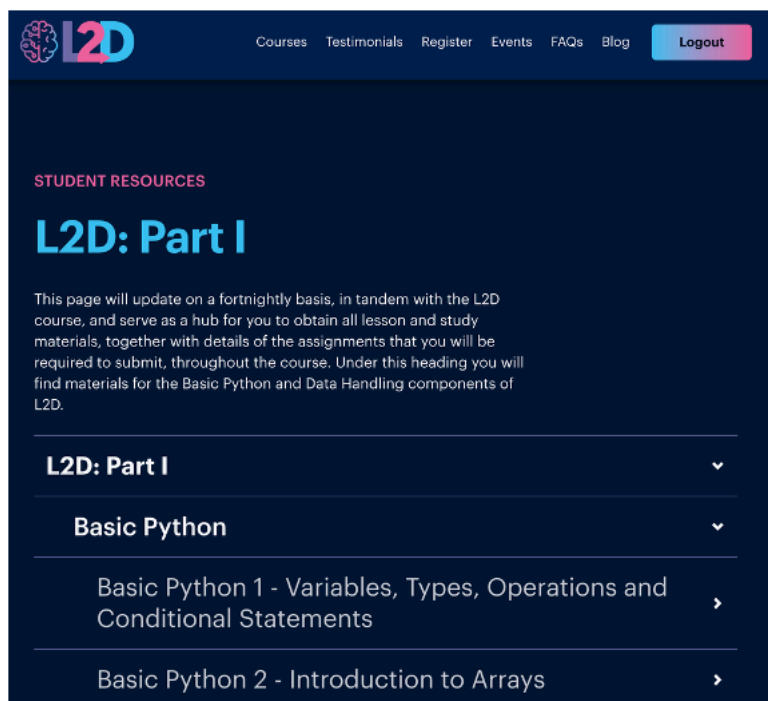 L2D
Courses Testimonials Register Events FAQs Blog Logout
STUDENT RESOURCES
L2D: Part I
This page will update on a fortnightly basis, in tandem with the L2D
course, and serve as a hub for you to obtain all lesson and study
materials, together with details of the assignments that you will be
required to submit, throughout the course. Under this heading you will
find materials for the Basic Python and Data Handling components of
L2D.
L2D: Part I
Basic Python
Basic Python 1 - Variables, Types, Operations and
Conditional Statements
Basic Python 2 - Introduction to Arrays